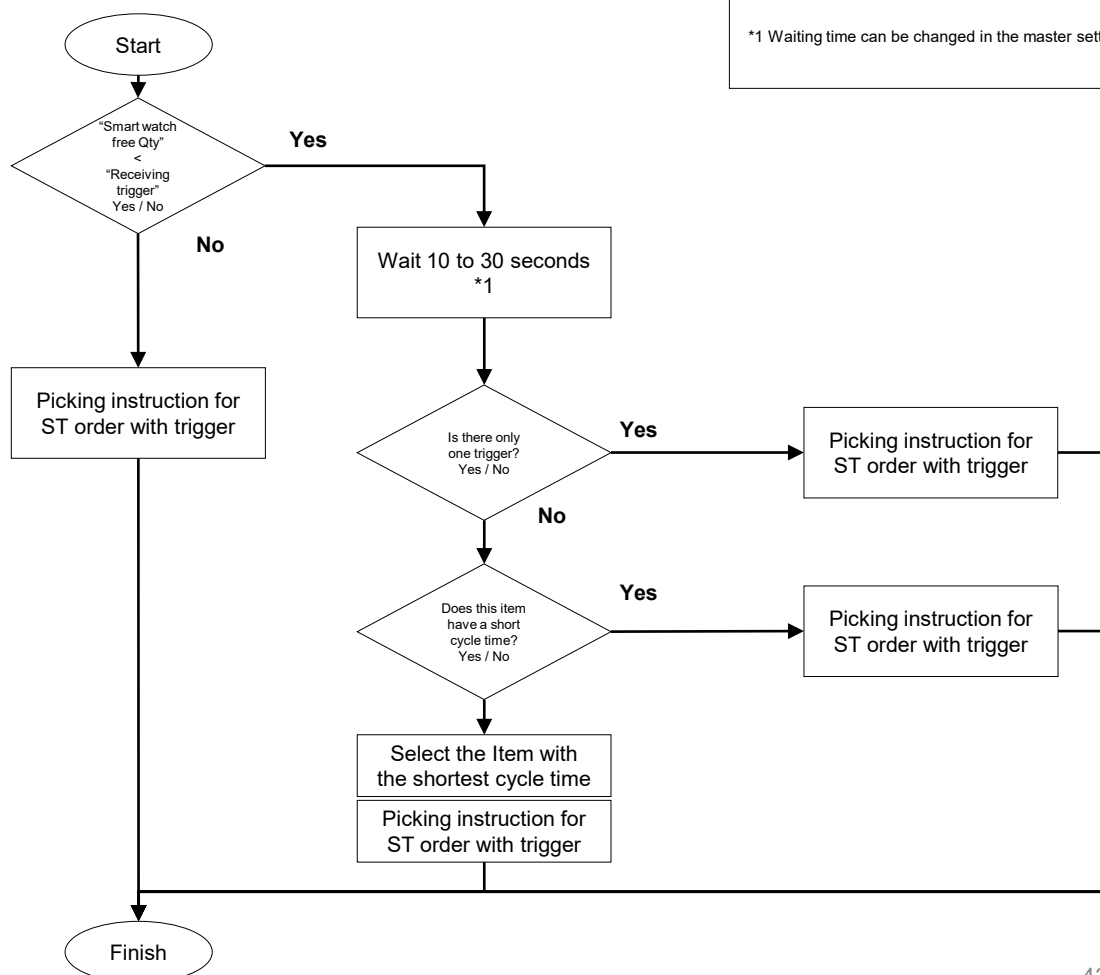 Start
*1 Waiting time can be changed in the master
“Smart watch
free Qty”
<
“Receiving
trigger”
Yes / No
Yes
No
Wait 10 to 30 seconds
*1
Picking instruction for
ST order with trigger
Is there only
one trigger?
Yes / No
Yes
Picking instruction for
ST order with trigger
No
Does this item
have a short
cycle time?
Yes / No
Yes
Picking instruction for
ST order with trigger
Select the Item with
the shortest cycle time
Picking instruction for
ST order with trigger
Finish